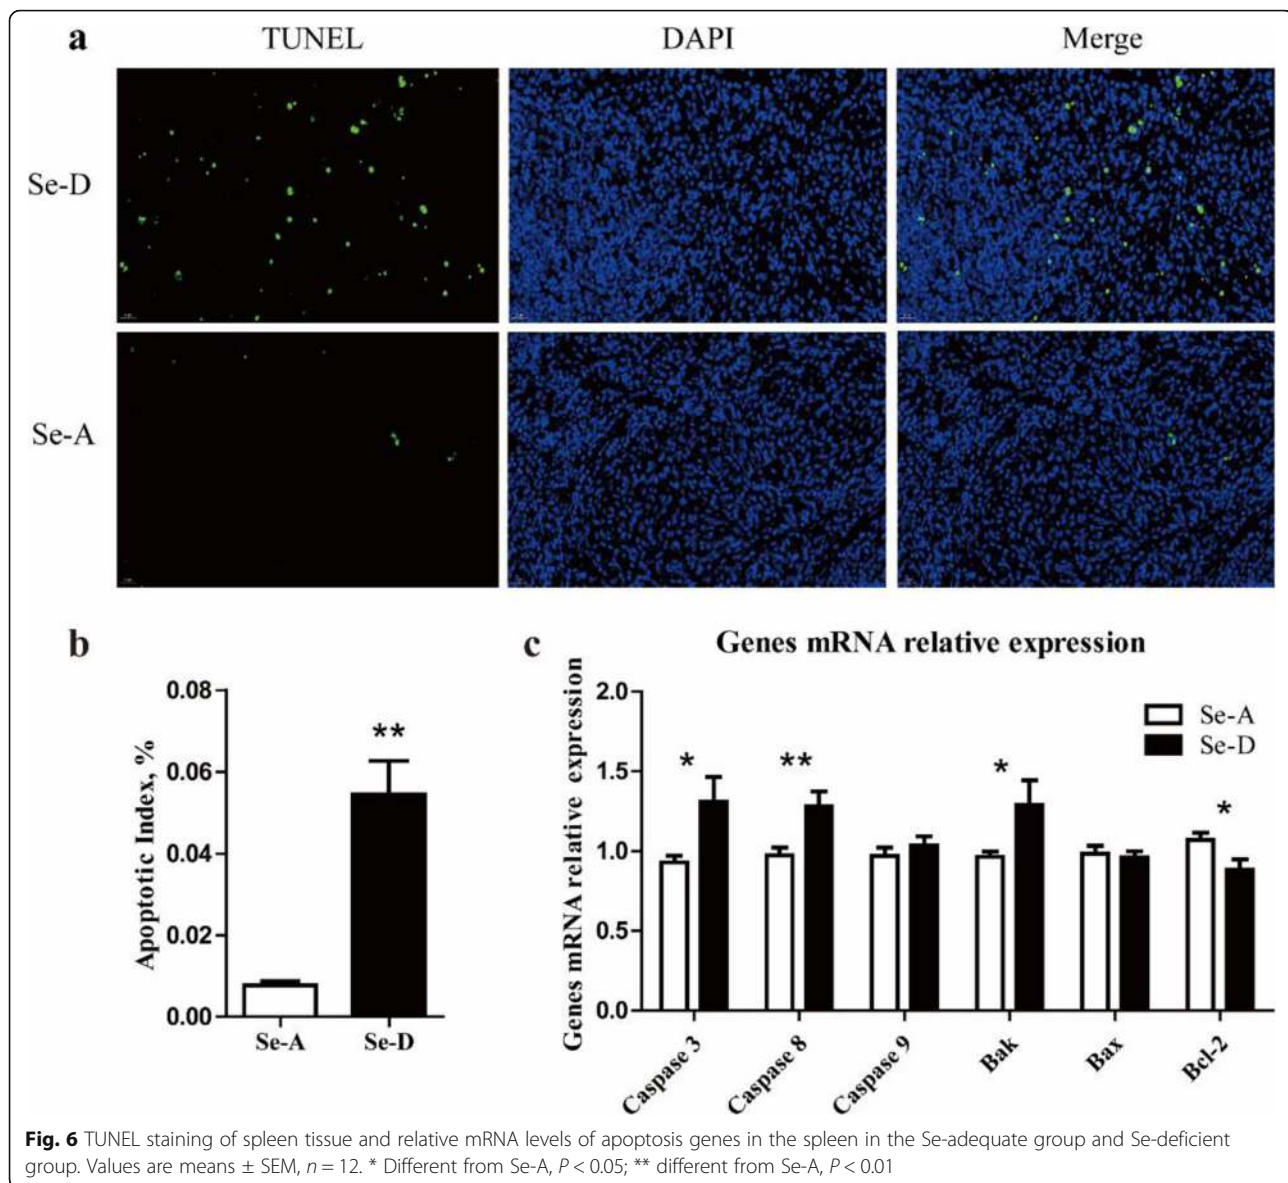 a
TUNEL
DAPI
Merge
Se-D
Se-A
b
Apoptotic Index, %
0.08
0.06
0.04
0.02
0.00
**
Se-A
Se-D
c
Genes mRNA relative expression
Genes mRNA relative expression
2.0
1.5
1.0
0.5
0.0
Se-A
Se-D
*
**
*
*
Caspase 3
Caspase 8
Caspase 9
Bak
Bax
Bcl-2
Fig. 6 TUNEL staining of spleen tissue and relative mRNA levels of apoptosis genes in the spleen in the Se-adequate group and Se-deficient
group. Values are means ± SEM, n = 12. * Different from Se-A, P < 0.05; ** different from Se-A, P < 0.01